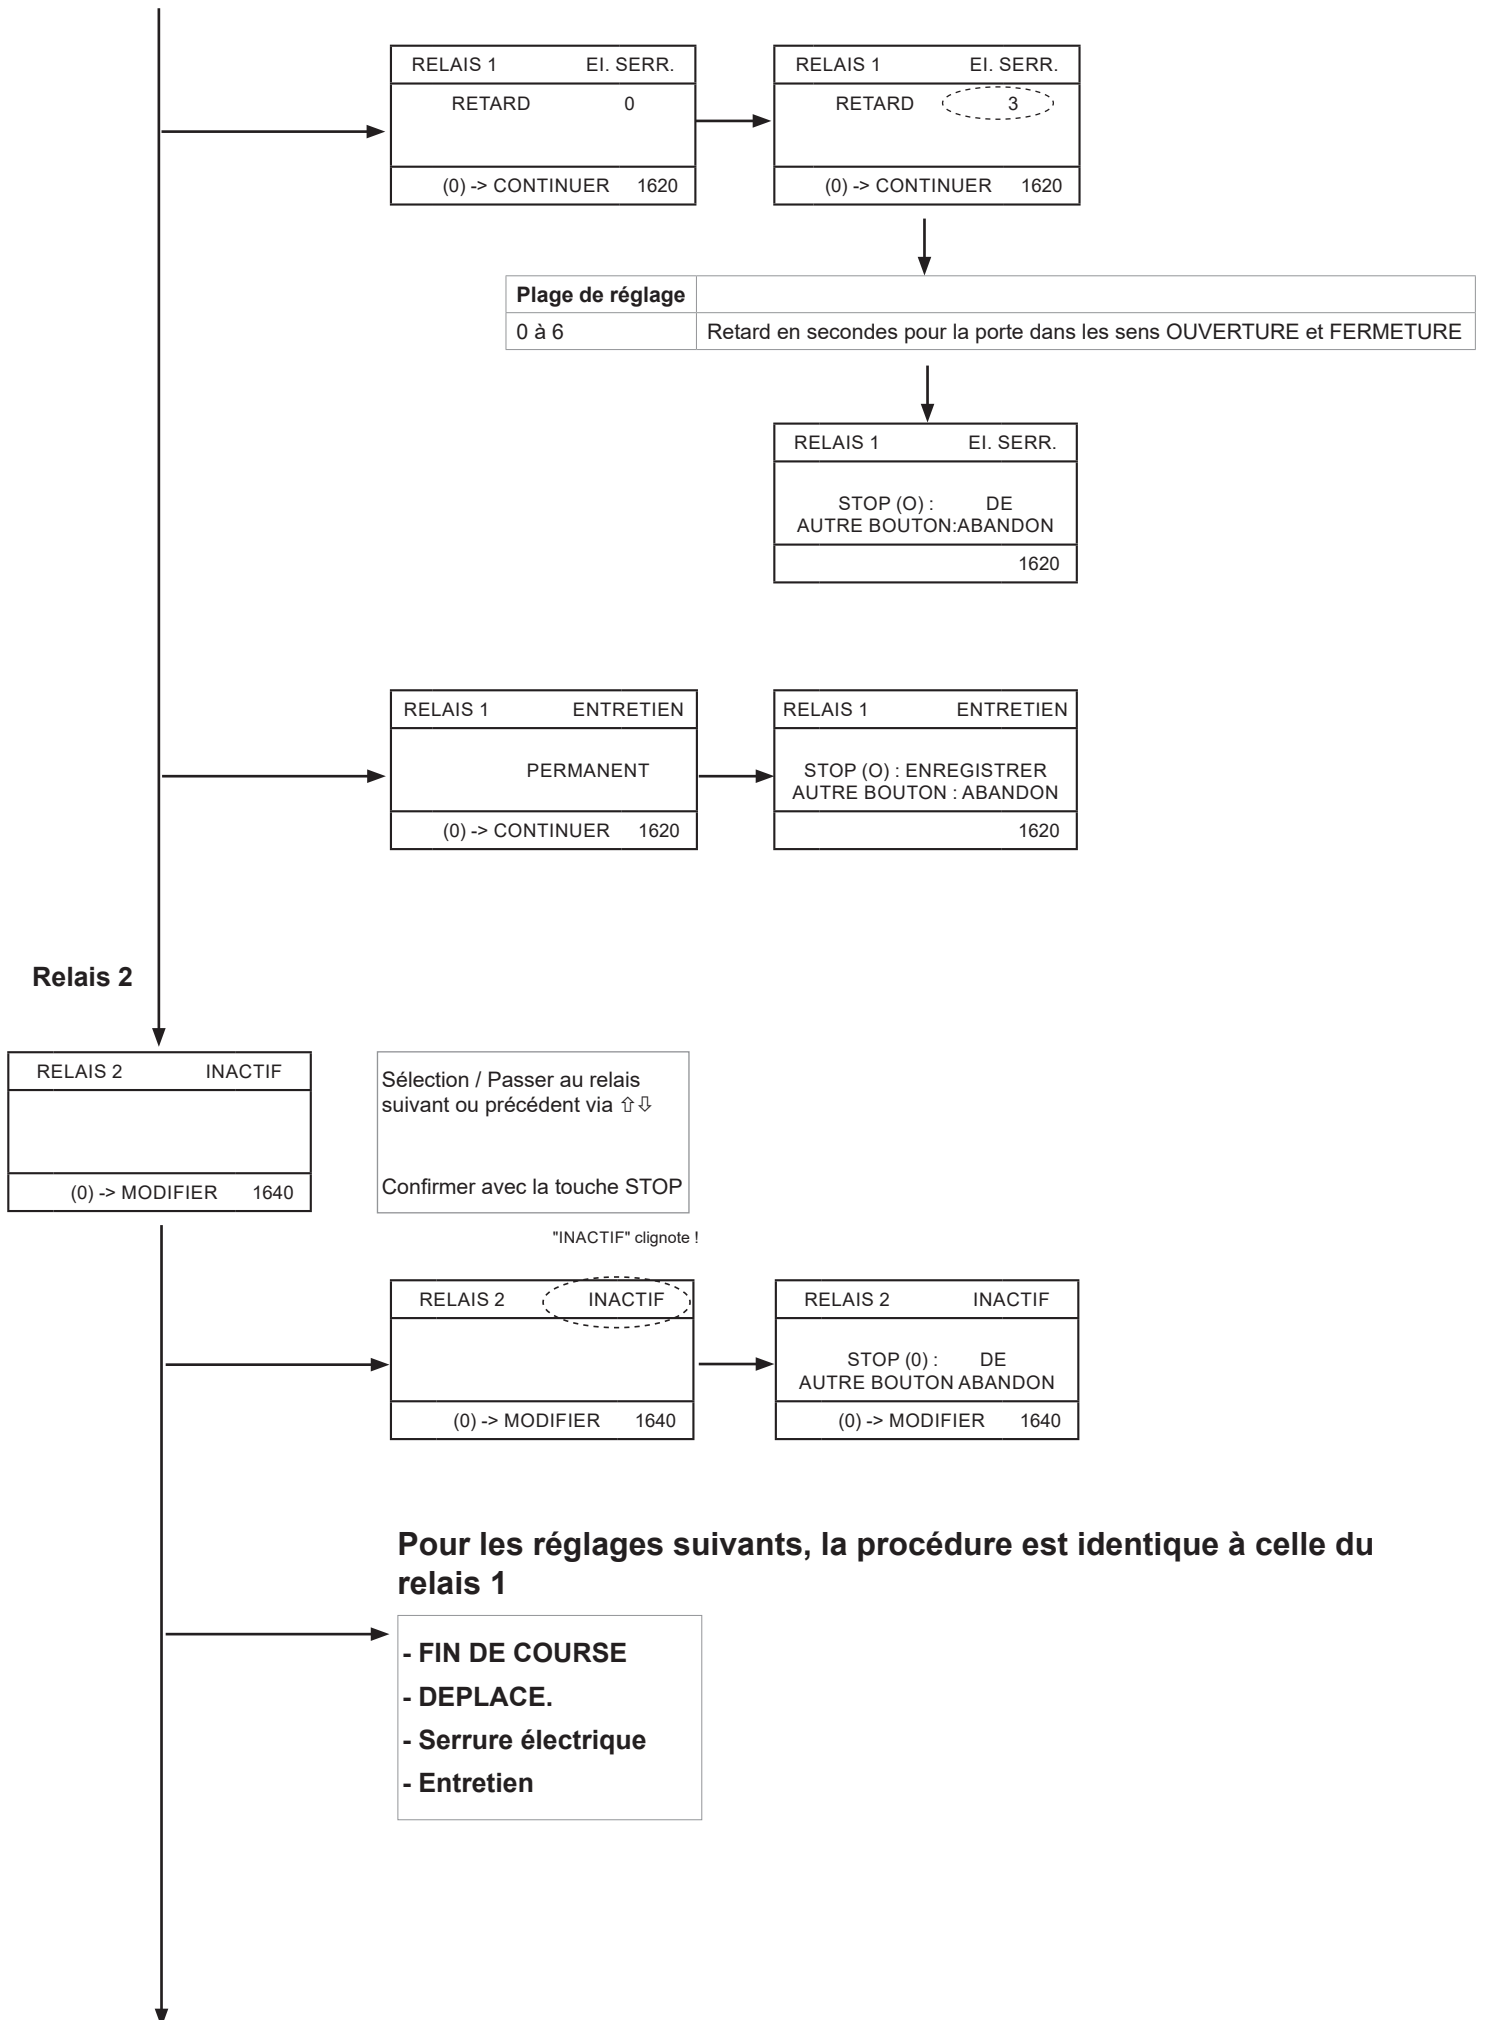 RELAIS 1 EI. SERR.
RETARD 0
(0) -> CONTINUER 1620
RELAIS 1 EI. SERR.
RETARD 3
(0) -> CONTINUER 1620
Plage de réglage
0 à 6 Retard en secondes pour la porte dans les sens OUVERTURE et FERMETURE
RELAIS 1 EI. SERR.
STOP (O) : DE
AUTRE BOUTON:ABANDON
1620
RELAIS 1 ENTRETIEN
PERMANENT
(0) -> CONTINUER 1620
RELAIS 1 ENTRETIEN
STOP (O) : ENREGISTRER
AUTRE BOUTON : ABANDON
1620
Relais 2
RELAIS 2 INACTIF
(0) -> MODIFIER 1640
Sélection / Passer au relais
suivant ou précédent via ⇧⇩
Confirmer avec la touche STOP
"INACTIF" clignote !
RELAIS 2 INACTIF
(0) -> MODIFIER 1640
RELAIS 2 INACTIF
STOP (0) : DE
AUTRE BOUTON ABANDON
(0) -> MODIFIER 1640
Pour les réglages suivants, la procédure est identique à celle du
relais 1
- FIN DE COURSE
- DEPLACE.
- Serrure électrique
- Entretien